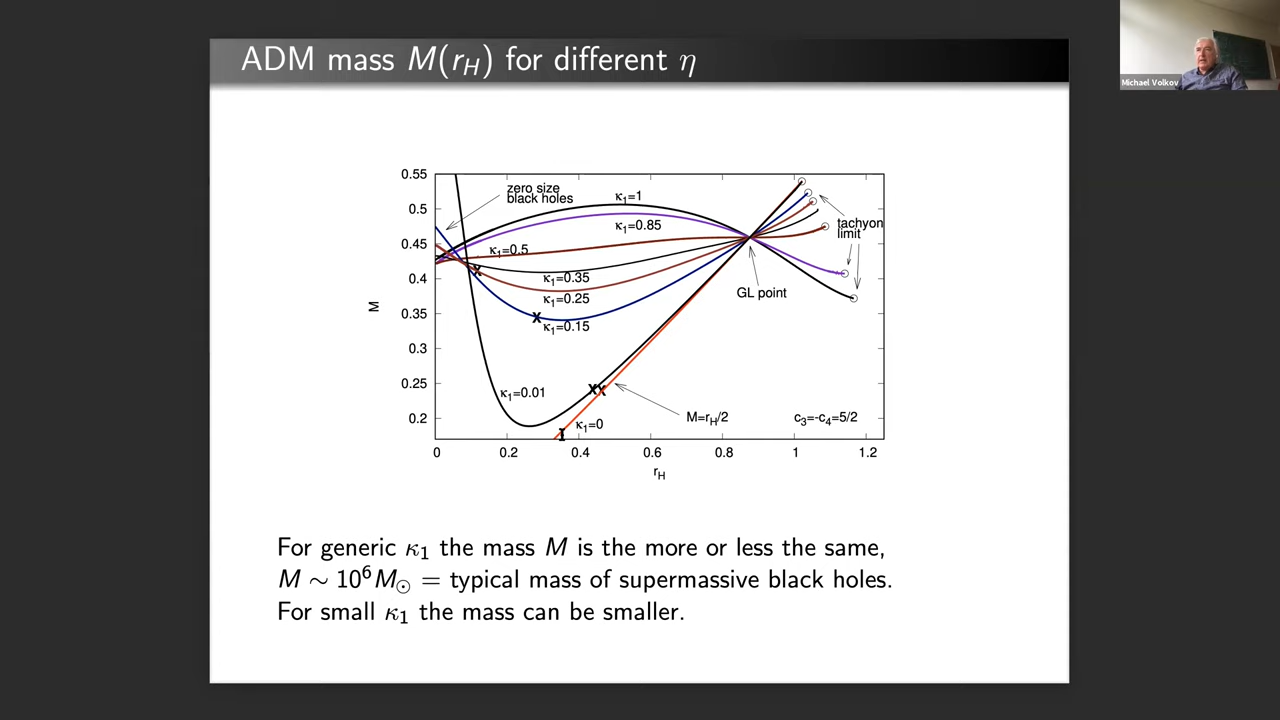 ADM mass M(r_H) for different η
Michael Volkov
0.55
0.5
0.45
0.4
0.35
0.3
0.25
0.2
M
0
0.2
0.4
0.6
0.8
1
1.2
r_H
zero size
black holes
κ₁=1
κ₁=0.85
κ₁=0.5
κ₁=0.35
κ₁=0.25
κ₁=0.15
κ₁=0.01
κ₁=0
x
x
xx
tachyon
limit
GL point
M=r_H/2
c₃=-c₄=5/2
For generic κ₁ the mass M is the more or less the same,
M ∼ 10⁶M⊙ = typical mass of supermassive black holes.
For small κ₁ the mass can be smaller.